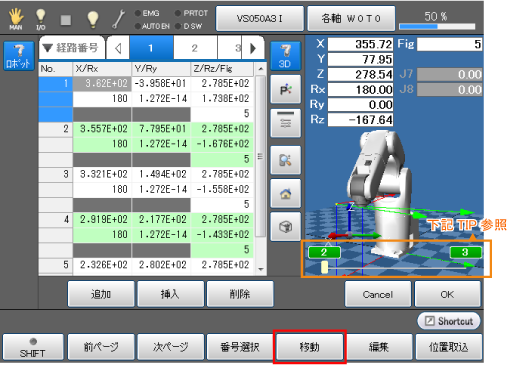 MAN
I/O
EMG
AUTO EN
PRTCT
D SW
VS050A3 I
各軸 W0T0
50 %
ロボット
▼ 経路番号
1
2
3
3D
No. X/Rx Y/Ry Z/Rz/Fig
1 3.62E+02 -3.958E+01 2.785E+02
180 1.272E-14 1.738E+02
5
2 3.557E+02 7.795E+01 2.785E+02
180 1.272E-14 -1.676E+02
5
3 3.321E+02 1.494E+02 2.785E+02
180 1.272E-14 -1.558E+02
5
4 2.919E+02 2.177E+02 2.785E+02
180 1.272E-14 -1.433E+02
5
5 2.326E+02 2.802E+02 2.785E+02
P
X 355.72 Fig 5
Y 77.95
Z 278.54 J7 0.00
Rx 180.00 J8 0.00
Ry 0.00
Rz -167.64
Z
下記 TIP 参照
2
3
追加
挿入
削除
Cancel
OK
Shortcut
SHIFT
前ページ
次ページ
番号選択
移動
編集
位置取込